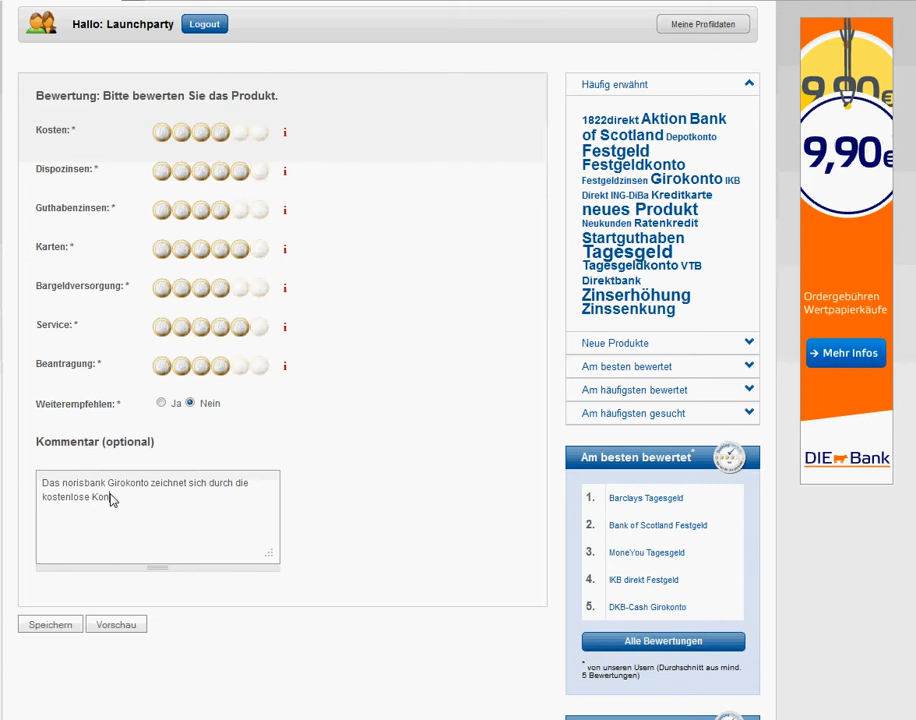 Hallo: Launchparty
Logout
Meine Profildaten
Bewertung: Bitte bewerten Sie das Produkt.
Kosten: *
i
Dispozinsen: *
i
Guthabenzinsen: *
i
Karten: *
i
Bargeldversorgung: *
i
Service: *
i
Beantragung: *
i
Weiterempfehlen: *
Ja
Nein
Kommentar (optional)
Das norisbank Girokonto zeichnet sich durch die
kostenlose Kon
Speichern
Vorschau
Häufig erwähnt
1822direkt Aktion Bank
of Scotland Depotkonto
Festgeld
Festgeldkonto
Festgeldzinsen Girokonto IKB
Direkt ING-DiBa Kreditkarte
neues Produkt
Neukunden Ratenkredit
Startguthaben
Tagesgeld
Tagesgeldkonto VTB
Direktbank
Zinserhöhung
Zinssenkung
Neue Produkte
Am besten bewertet
Am häufigsten bewertet
Am häufigsten gesucht
Am besten bewertet*
1. Barclays Tagesgeld
2. Bank of Scotland Festgeld
3. MoneYou Tagesgeld
4. IKB direkt Festgeld
5. DKB-Cash Girokonto
Alle Bewertungen
* von unseren Usern (Durchschnitt aus mind.
5 Bewertungen)
9,90€
9,90€
Ordergebühren
Wertpapierkäufe
Mehr Infos
DIE Bank